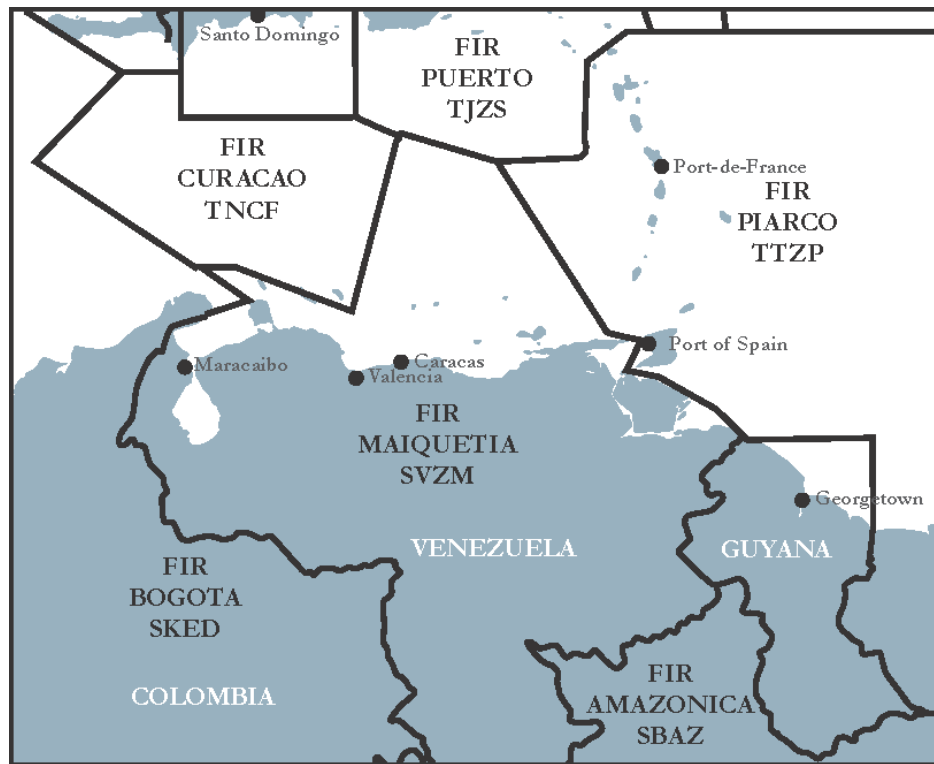 Santo Domingo
FIR
PUERTO
TJZS
FIR
CURACAO
TNCF
Port-de-France
FIR
PIARCO
TTZP
Port of Spain
Maracaibo
Caracas
Valencia
FIR
MAIQUETIA
SVZM
Georgetown
VENEZUELA
GUYANA
FIR
BOGOTA
SKED
COLOMBIA
FIR
AMAZONICA
SBAZ